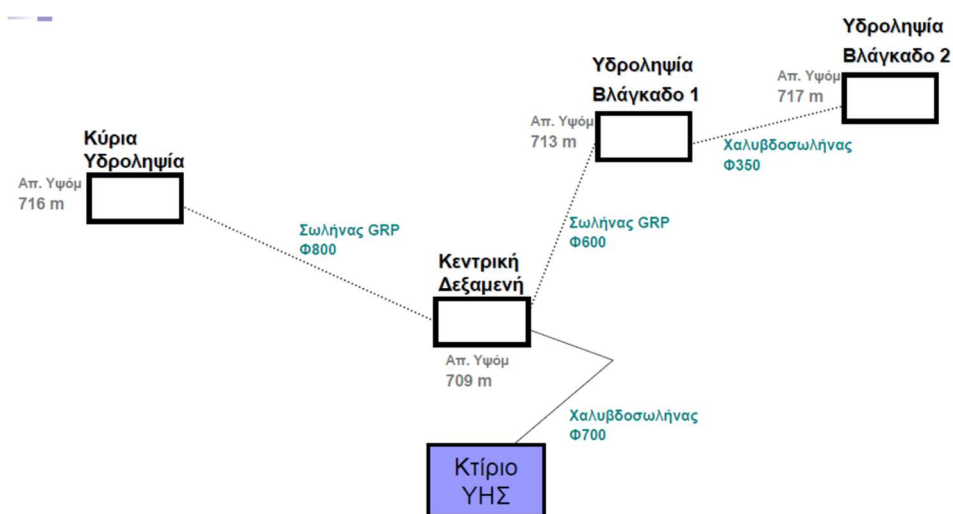 Υδροληψία
Βλάγκαδο 2
Απ. Υψόμ
717 m
Υδροληψία
Βλάγκαδο 1
Απ. Υψόμ
713 m
Χαλυβδοσωλήνας
Φ350
Κύρια
Υδροληψία
Απ. Υψόμ
716 m
Σωλήνας GRP
Φ800
Σωλήνας GRP
Φ600
Κεντρική
Δεξαμενή
Απ. Υψόμ
709 m
Χαλυβδοσωλήνας
Φ700
Κτίριο
ΥΗΣ